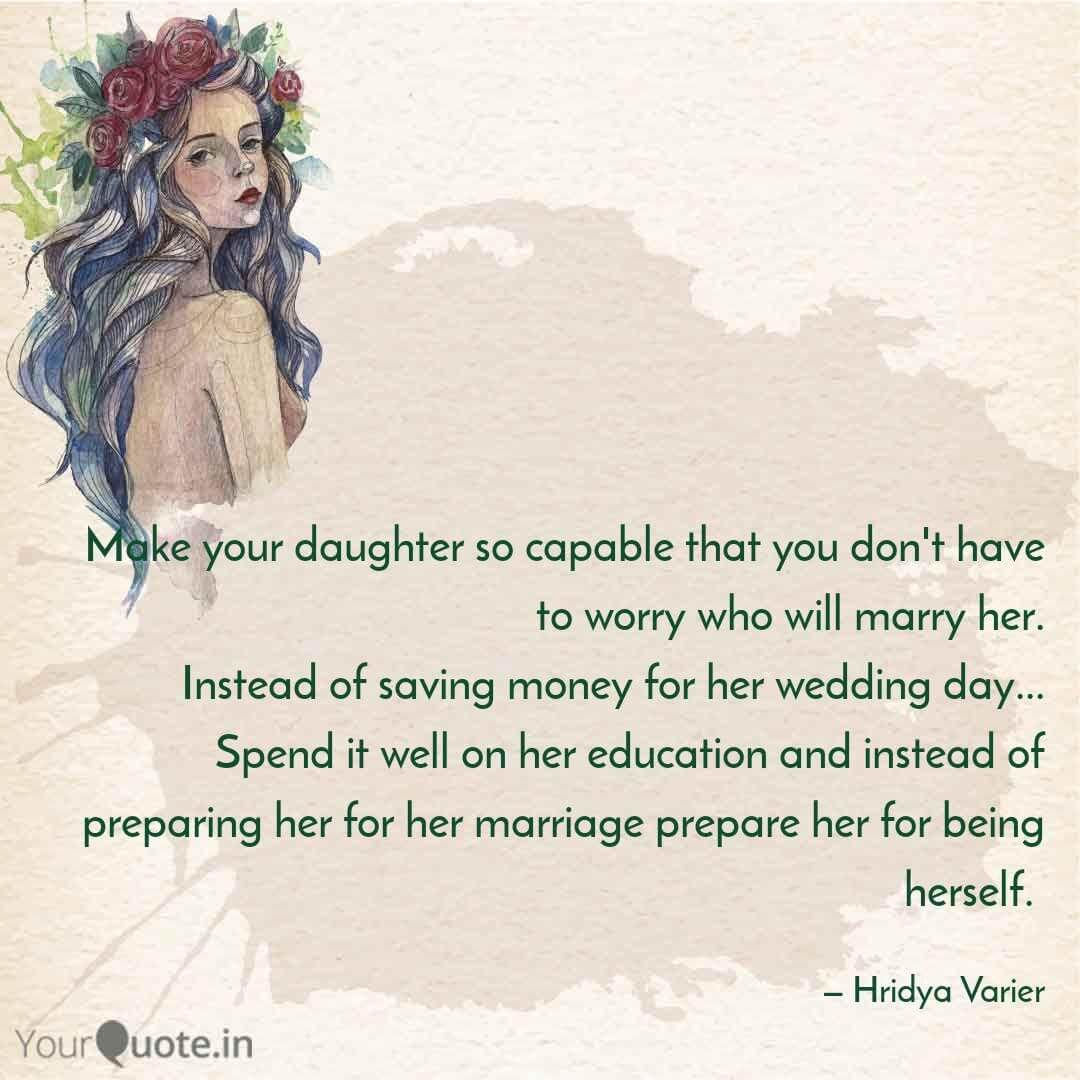 Make your daughter so capable that you don't have
to worry who will marry her.
Instead of saving money for her wedding day...
Spend it well on her education and instead of
preparing her for her marriage prepare her for being
herself.
– Hridya Varier
YourQuote.in